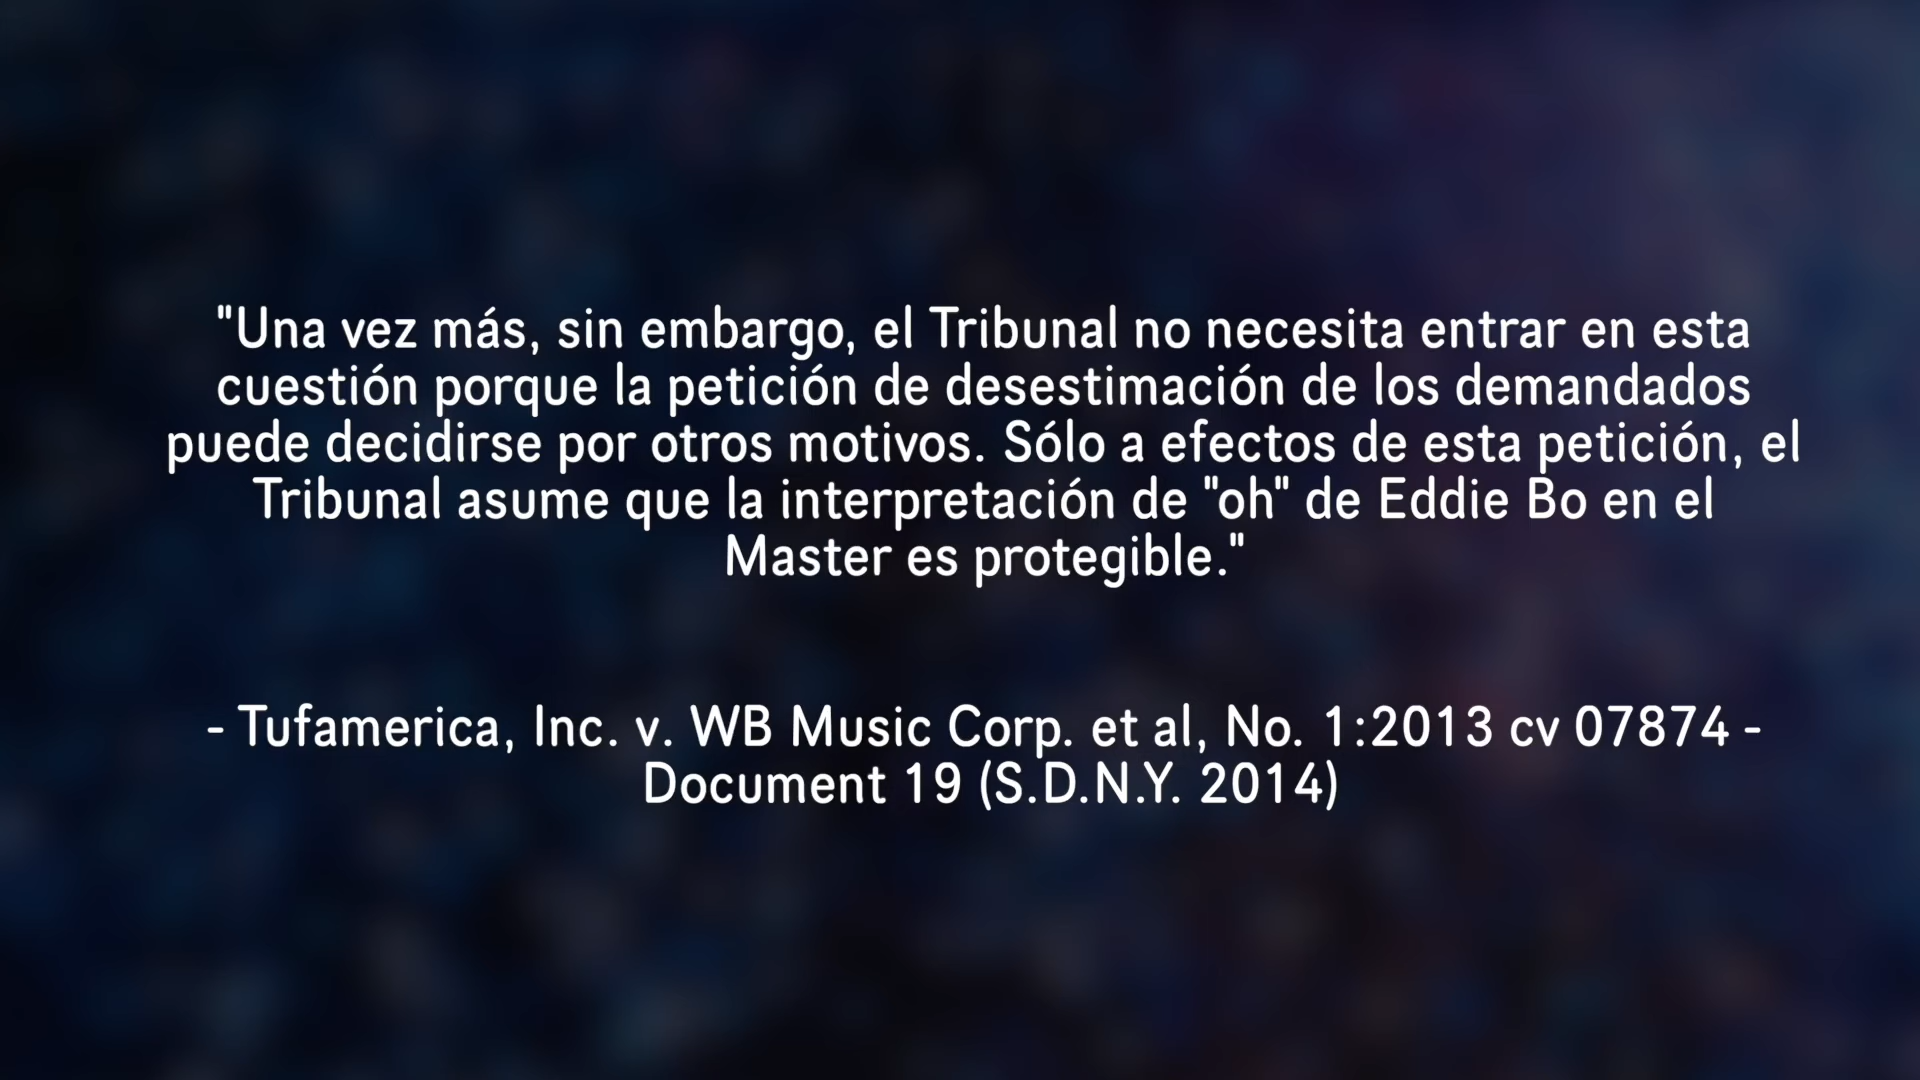 "Una vez más, sin embargo, el Tribunal no necesita entrar en esta
cuestión porque la petición de desestimación de los demandados
puede decidirse por otros motivos. Sólo a efectos de esta petición, el
Tribunal asume que la interpretación de "oh" de Eddie Bo en el
Master es protegible."
- Tufamerica, Inc. v. WB Music Corp. et al, No. 1:2013 cv 07874 -
Document 19 (S.D.N.Y. 2014)